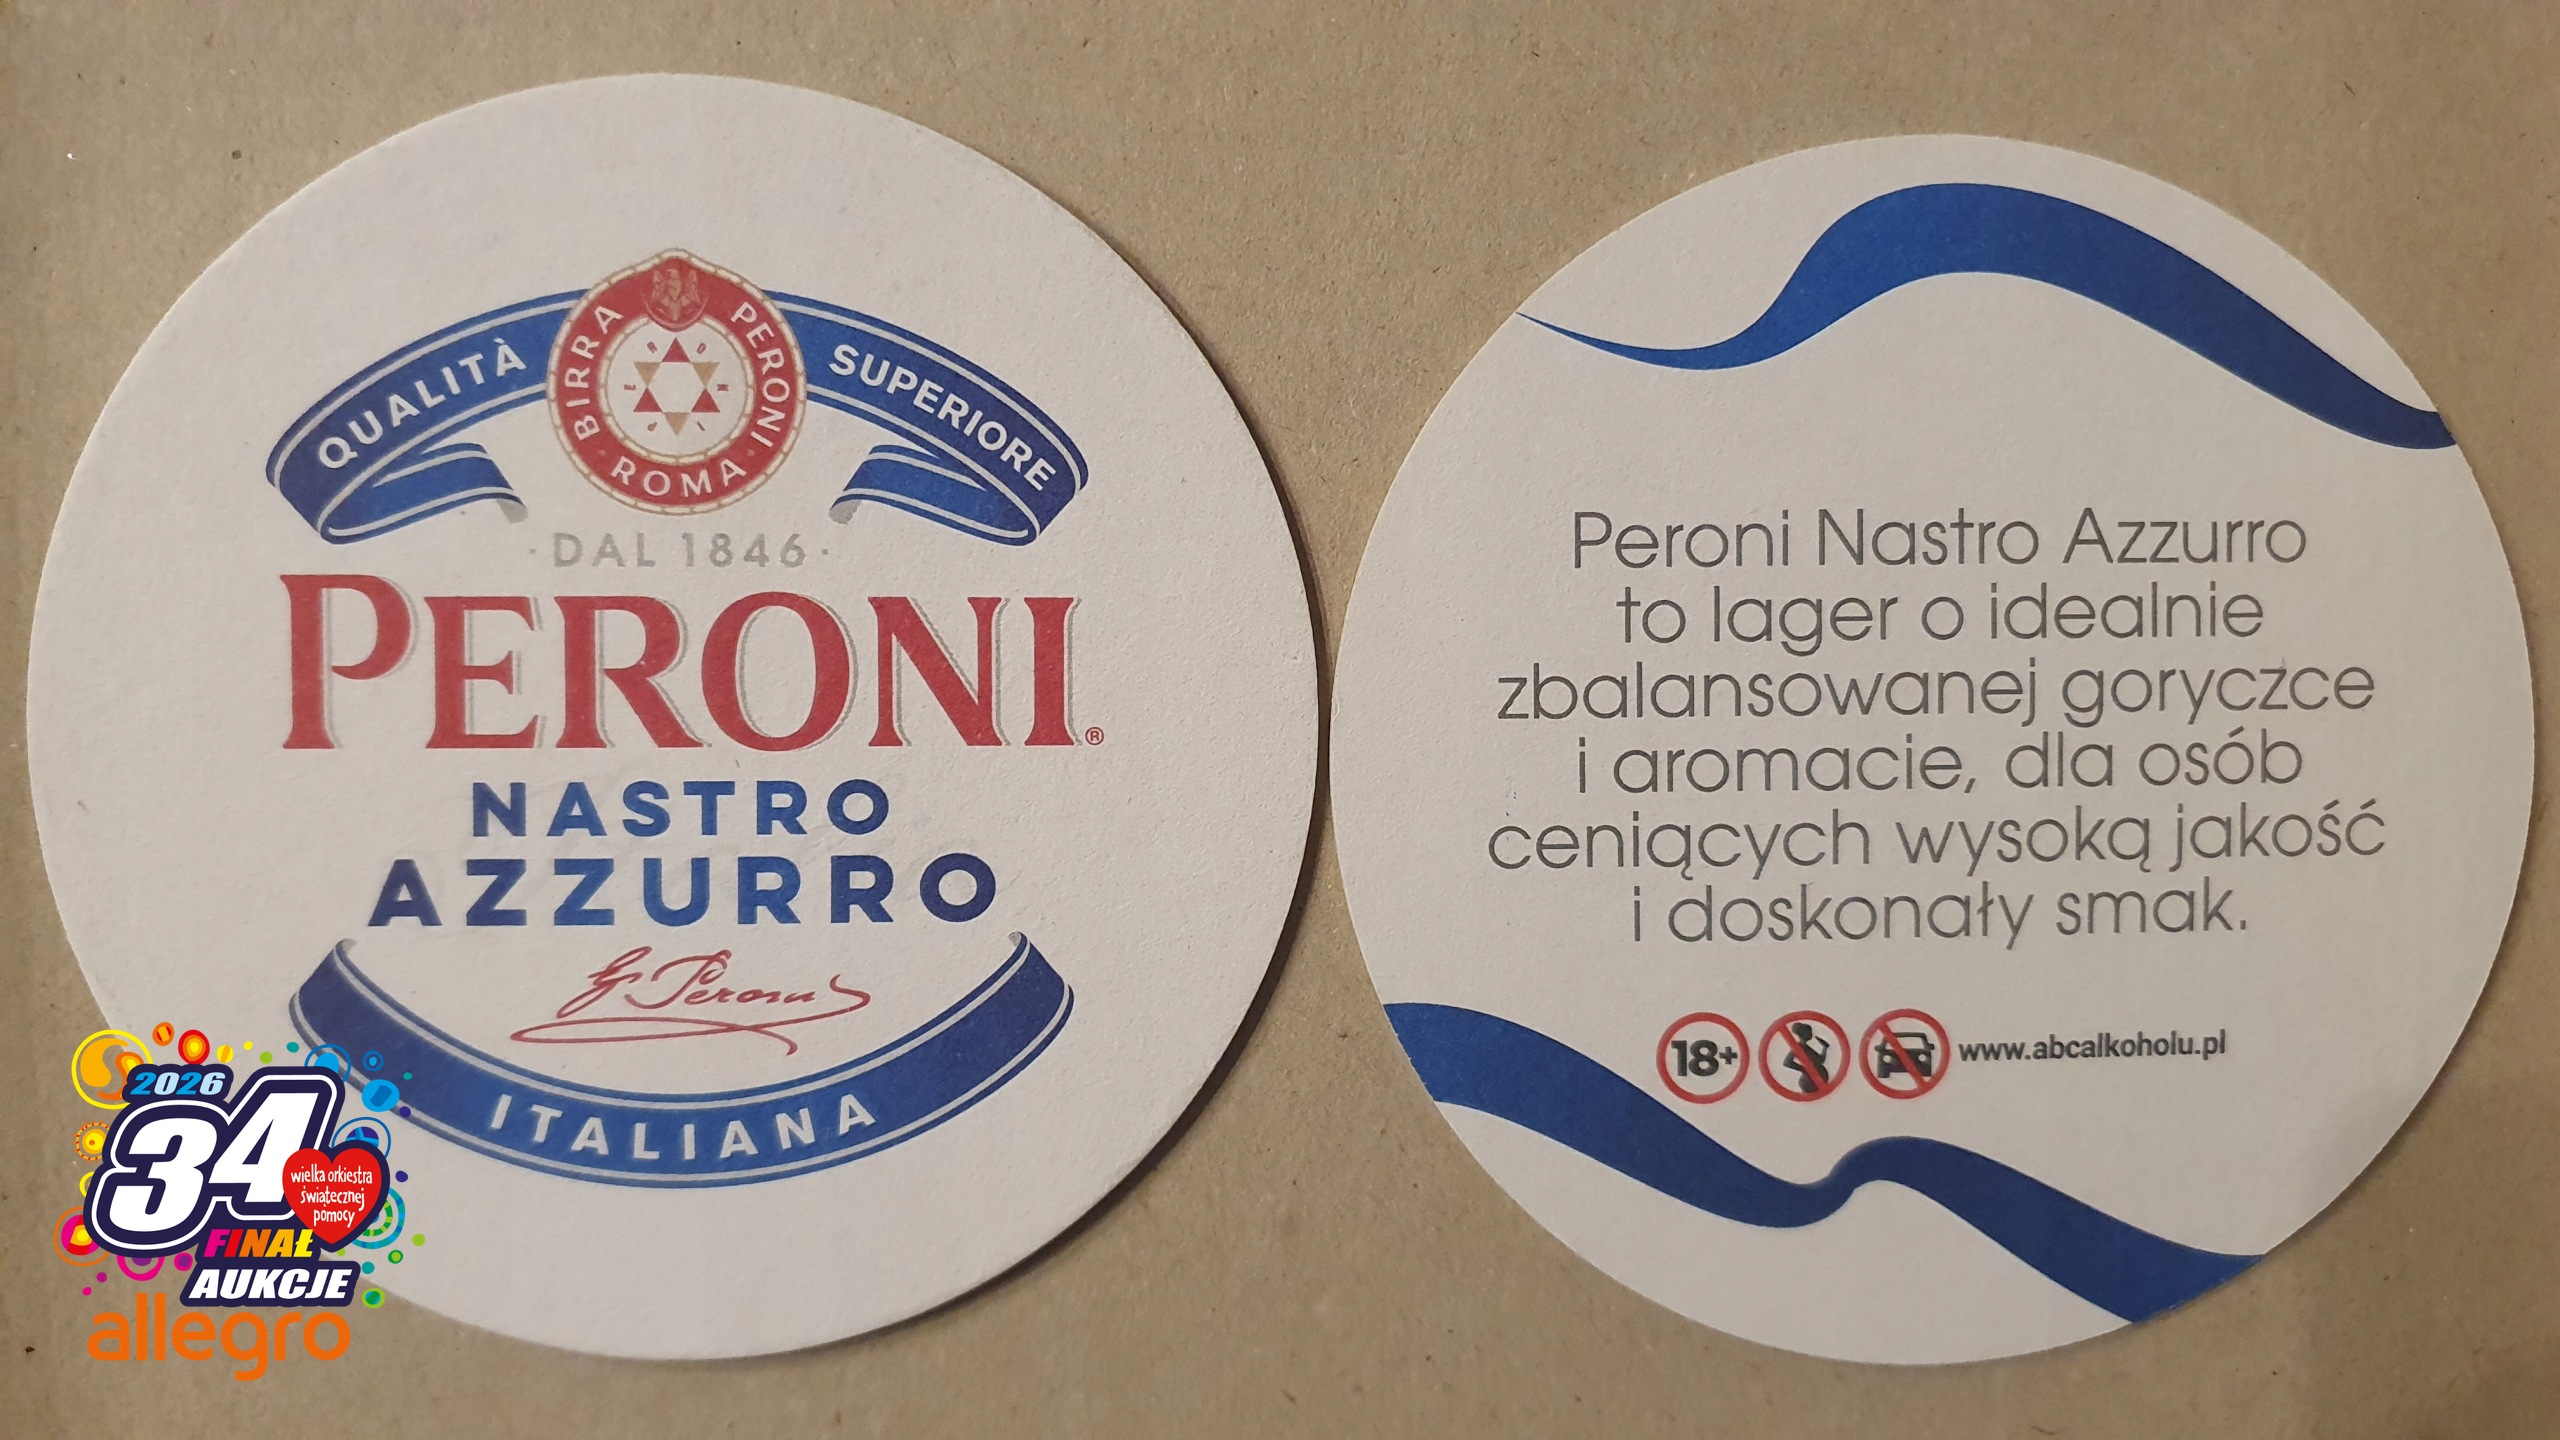 QUALITÀ
SUPERIORE
BIRRA PERONI
· ROMA ·
· DAL 1846 ·
PERONI®
NASTRO
AZZURRO
G. Peroni
ITALIANA
Peroni Nastro Azzurro
to lager o idealnie
zbalansowanej goryczce
i aromacie, dla osób
ceniących wysoką jakość
i doskonały smak.
18+ www.abcalkoholu.pl
2026
34
wielka orkiestra
świątecznej
pomocy
FINAŁ
AUKCJE
allegro